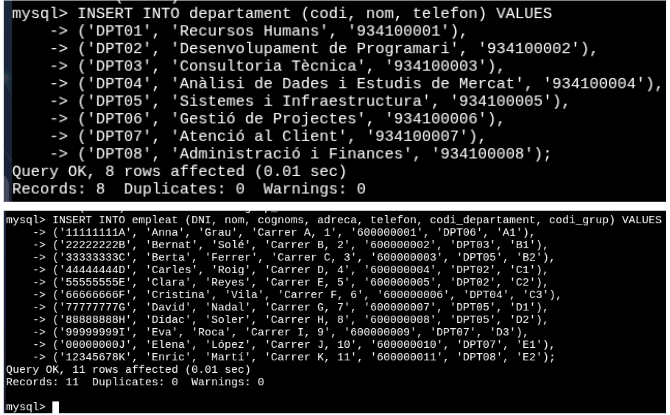 mysql> INSERT INTO departament (codi, nom, telefon) VALUES
    -> ('DPT01', 'Recursos Humans', '934100001'),
    -> ('DPT02', 'Desenvolupament de Programari', '934100002'),
    -> ('DPT03', 'Consultoria Tècnica', '934100003'),
    -> ('DPT04', 'Anàlisi de Dades i Estudis de Mercat', '934100004'),
    -> ('DPT05', 'Sistemes i Infraestructura', '934100005'),
    -> ('DPT06', 'Gestió de Projectes', '934100006'),
    -> ('DPT07', 'Atenció al Client', '934100007'),
    -> ('DPT08', 'Administració i Finances', '934100008');
Query OK, 8 rows affected (0.01 sec)
Records: 8  Duplicates: 0  Warnings: 0
mysql> INSERT INTO empleat (DNI, nom, cognoms, adreca, telefon, codi_departament, codi_grup) VALUES
    -> ('11111111A', 'Anna', 'Grau', 'Carrer A, 1', '600000001', 'DPT06', 'A1'),
    -> ('22222222B', 'Bernat', 'Solé', 'Carrer B, 2', '600000002', 'DPT03', 'B1'),
    -> ('33333333C', 'Berta', 'Ferrer', 'Carrer C, 3', '600000003', 'DPT05', 'B2'),
    -> ('44444444D', 'Carles', 'Roig', 'Carrer D, 4', '600000004', 'DPT02', 'C1'),
    -> ('55555555E', 'Clara', 'Reyes', 'Carrer E, 5', '600000005', 'DPT02', 'C2'),
    -> ('66666666F', 'Cristina', 'Vila', 'Carrer F, 6', '600000006', 'DPT04', 'C3'),
    -> ('77777777G', 'David', 'Nadal', 'Carrer G, 7', '600000007', 'DPT05', 'D1'),
    -> ('88888888H', 'Dídac', 'Soler', 'Carrer H, 8', '600000008', 'DPT05', 'D2'),
    -> ('99999999I', 'Eva', 'Roca', 'Carrer I, 9', '600000009', 'DPT07', 'D3'),
    -> ('00000000J', 'Elena', 'López', 'Carrer J, 10', '600000010', 'DPT07', 'E1'),
    -> ('12345678K', 'Enric', 'Martí', 'Carrer K, 11', '600000011', 'DPT08', 'E2');
Query OK, 11 rows affected (0.01 sec)
Records: 11  Duplicates: 0  Warnings: 0
mysql>